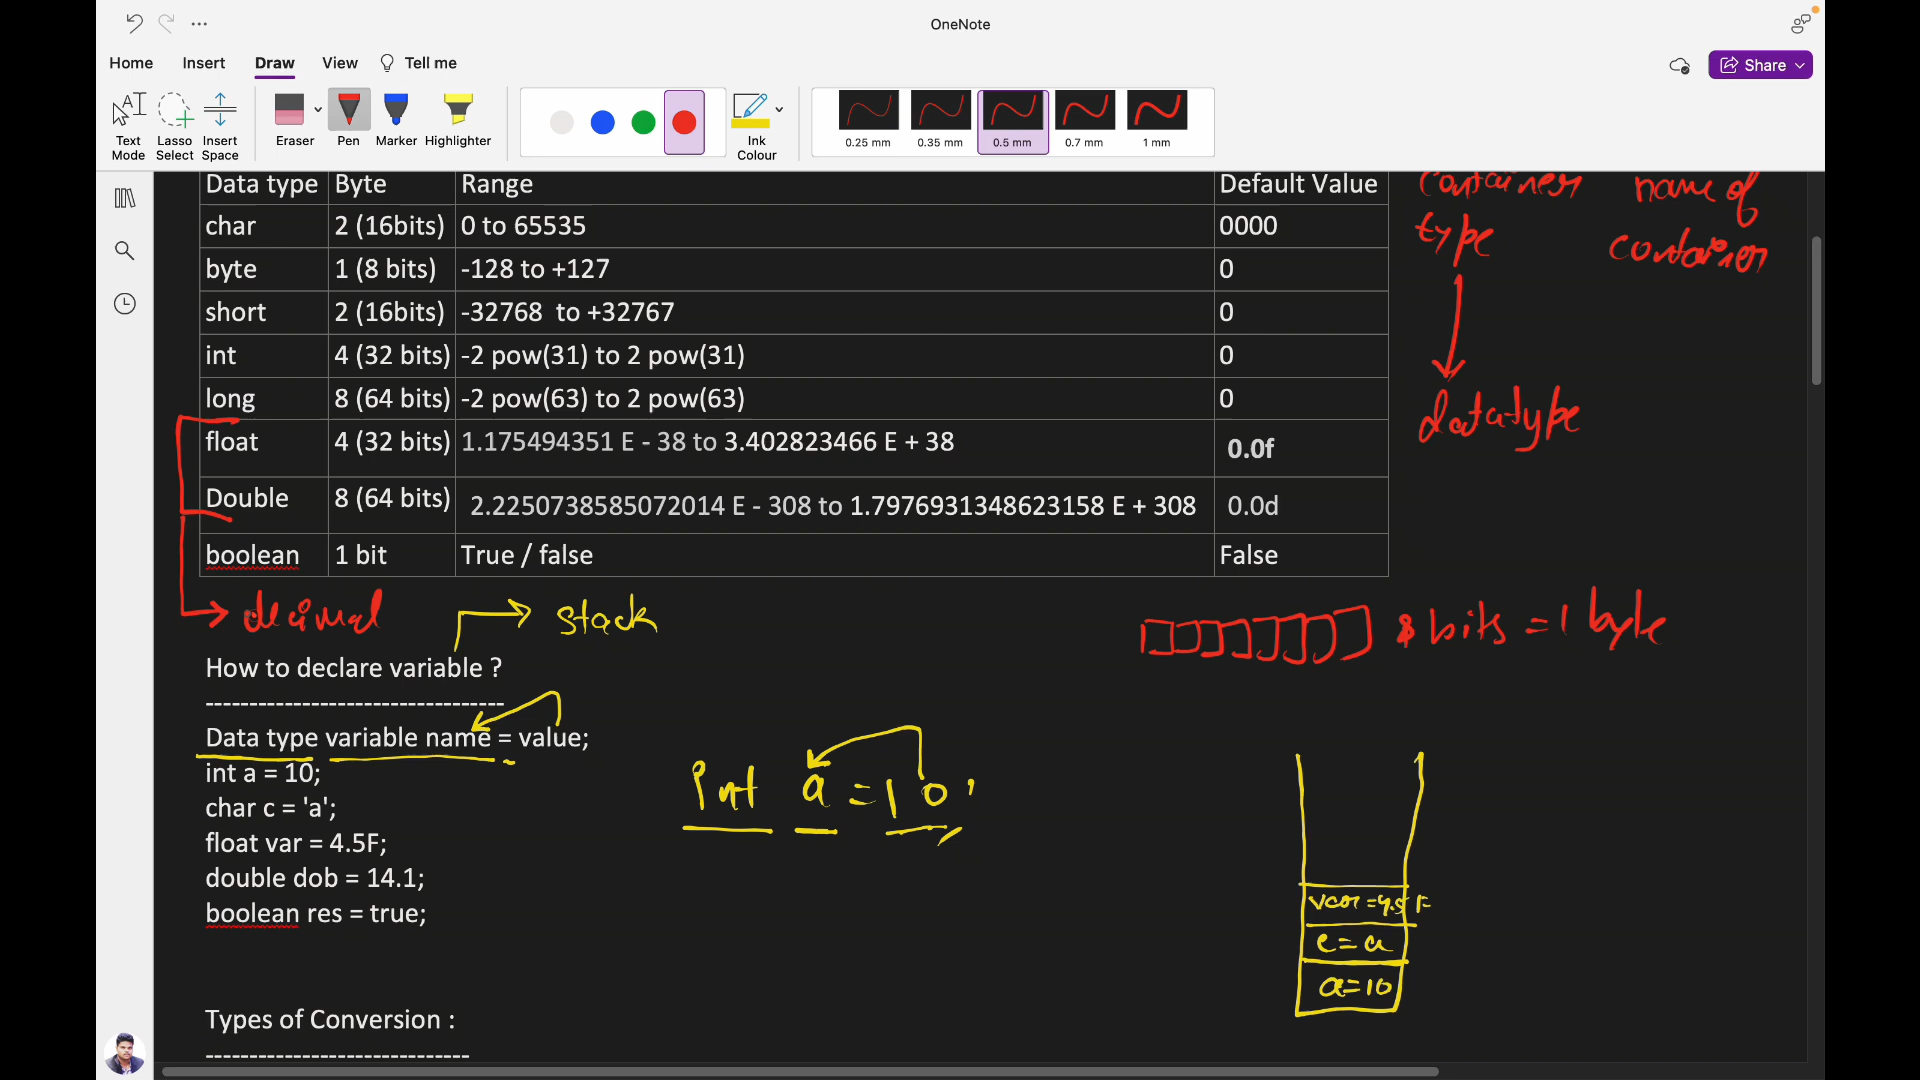 OneNote
Home Insert Draw View Tell me
Share
Text Mode
Lasso Select
Insert Space
Eraser
Pen
Marker
Highlighter
Ink Colour
0.25 mm
0.35 mm
0.5 mm
0.7 mm
1 mm
Data type Byte Range Default Value
char 2 (16bits) 0 to 65535 0000
byte 1 (8 bits) -128 to +127 0
short 2 (16bits) -32768 to +32767 0
int 4 (32 bits) -2 pow(31) to 2 pow(31) 0
long 8 (64 bits) -2 pow(63) to 2 pow(63) 0
float 4 (32 bits) 1.175494351 E - 38 to 3.402823466 E + 38 0.0f
Double 8 (64 bits) 2.2250738585072014 E - 308 to 1.7976931348623158 E + 308 0.0d
boolean 1 bit True / false False
container
type
name of
container
datatype
decimal
stack
8 bits = 1 byte
How to declare variable ?
---------------------------------
Data type variable name = value;
int a = 10;
char c = 'a';
float var = 4.5F;
double dob = 14.1;
boolean res = true;
int a = 10;
var = 4.5 F
c = a
a = 10
Types of Conversion :
-----------------------------